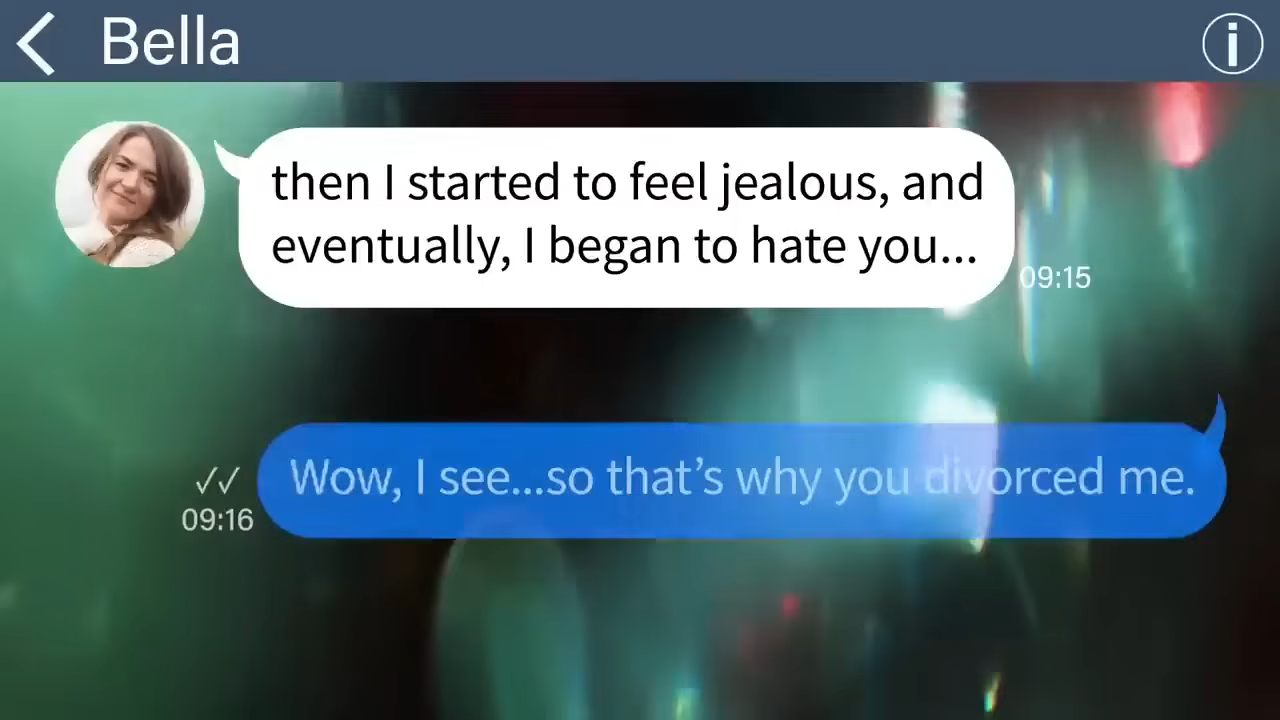 Bella
then I started to feel jealous, and
eventually, I began to hate you...
09:15
Wow, I see...so that’s why you divorced me.
09:16